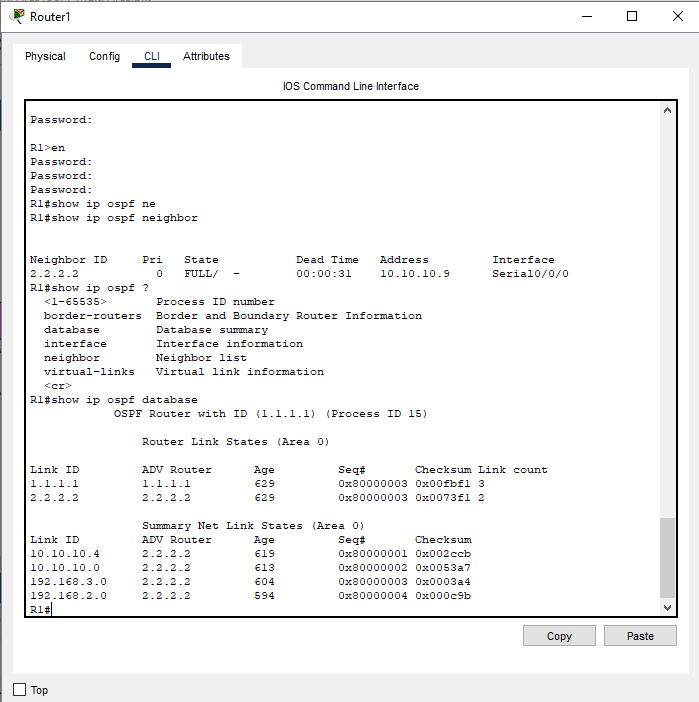 Router1
Physical Config CLI Attributes
IOS Command Line Interface
Password:
R1>en
Password:
Password:
Password:
R1#show ip ospf ne
R1#show ip ospf neighbor
Neighbor ID     Pri   State           Dead Time   Address         Interface
2.2.2.2           0   FULL/  -        00:00:31    10.10.10.9      Serial0/0/0
R1#show ip ospf ?
  <1-65535>       Process ID number
  border-routers  Border and Boundary Router Information
  database        Database summary
  interface       Interface information
  neighbor        Neighbor list
  virtual-links   Virtual link information
  <cr>
R1#show ip ospf database
            OSPF Router with ID (1.1.1.1) (Process ID 15)
                Router Link States (Area 0)
Link ID         ADV Router      Age         Seq#       Checksum Link count
1.1.1.1         1.1.1.1         629         0x80000003 0x00fbf1 3
2.2.2.2         2.2.2.2         629         0x80000003 0x0073f1 2
                Summary Net Link States (Area 0)
Link ID         ADV Router      Age         Seq#       Checksum
10.10.10.4      2.2.2.2         619         0x80000001 0x002ccb
10.10.10.0      2.2.2.2         613         0x80000002 0x0053a7
192.168.3.0     2.2.2.2         604         0x80000003 0x0003a4
192.168.2.0     2.2.2.2         594         0x80000004 0x000c9b
R1#
Copy Paste
Top